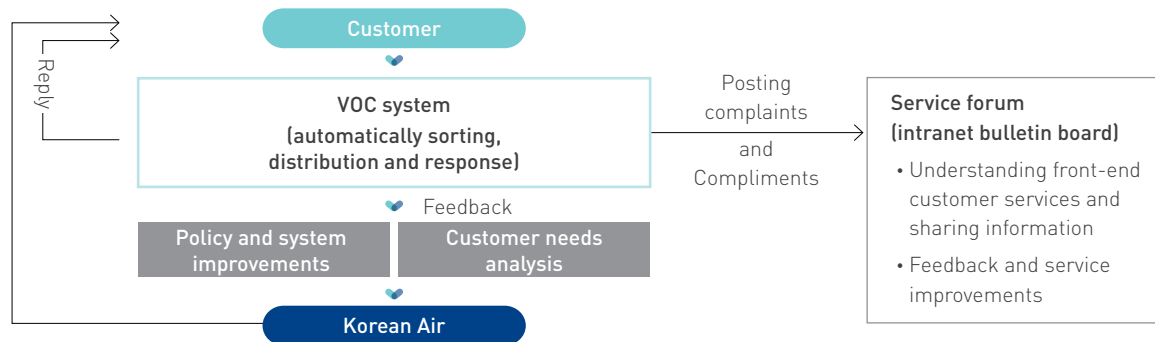 Customer
Reply
VOC system
(automatically sorting,
distribution and response)
Posting
complaints
and
Compliments
Service forum
(intranet bulletin board)
• Understanding front-end
customer services and
sharing information
• Feedback and service
improvements
Feedback
Policy and system
improvements
Customer needs
analysis
Korean Air